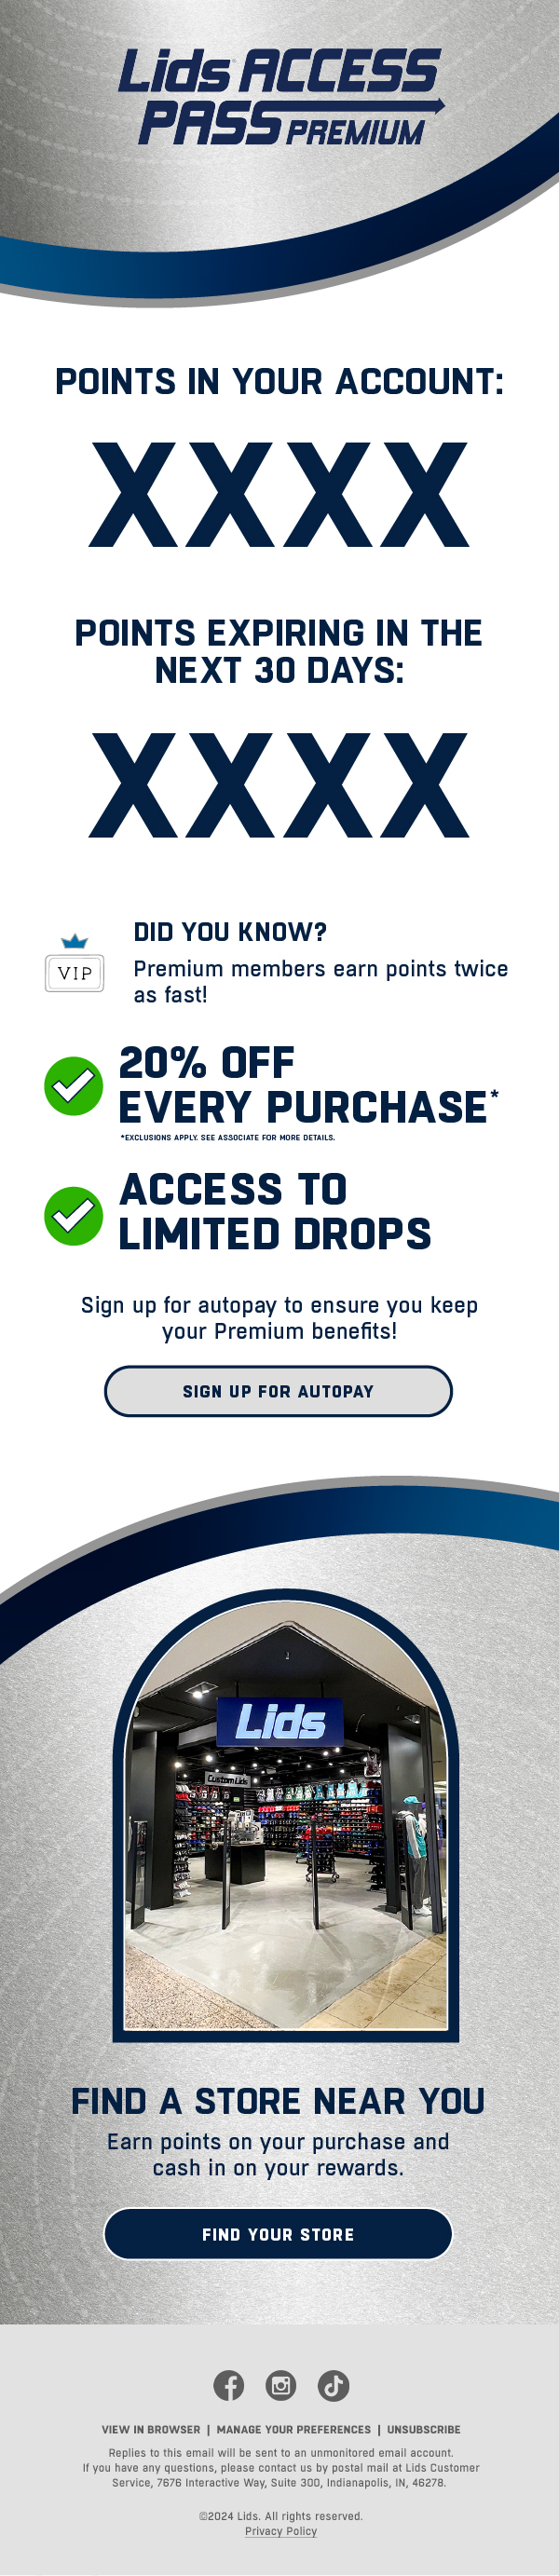 Lids ACCESS
PASS PREMIUM
POINTS IN YOUR ACCOUNT:
XXXX
POINTS EXPIRING IN THE
NEXT 30 DAYS:
XXXX
VIP
DID YOU KNOW?
Premium members earn points twice
as fast!
20% OFF
EVERY PURCHASE*
*EXCLUSIONS APPLY. SEE ASSOCIATE FOR MORE DETAILS.
ACCESS TO
LIMITED DROPS
Sign up for autopay to ensure you keep
your Premium benefits!
SIGN UP FOR AUTOPAY
Lids
Custom Lids
FIND A STORE NEAR YOU
Earn points on your purchase and
cash in on your rewards.
FIND YOUR STORE
VIEW IN BROWSER | MANAGE YOUR PREFERENCES | UNSUBSCRIBE
Replies to this email will be sent to an unmonitored email account.
If you have any questions, please contact us by postal mail at Lids Customer
Service, 7676 Interactive Way, Suite 300, Indianapolis, IN, 46278.
©2024 Lids. All rights reserved.
Privacy Policy